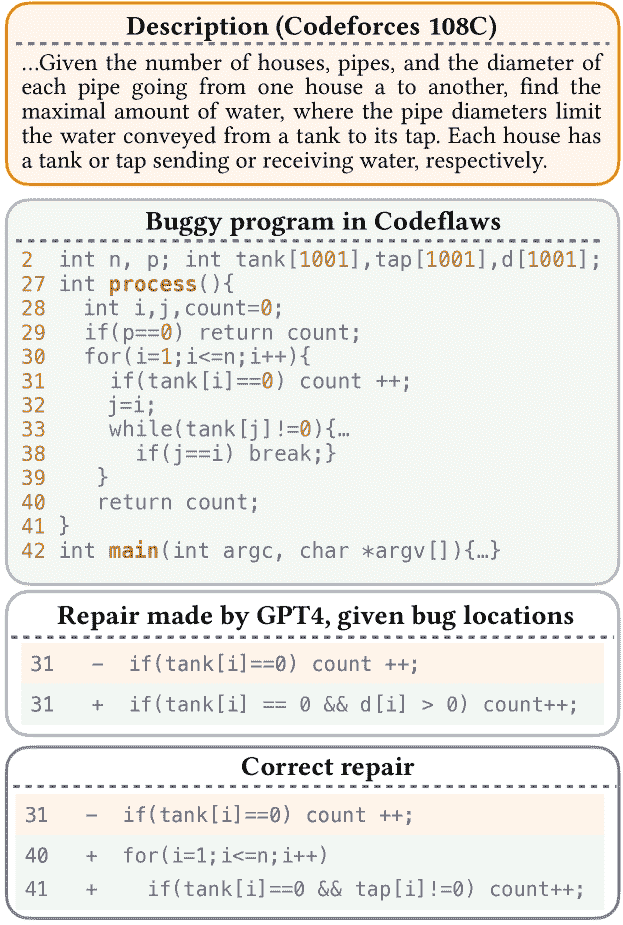 Description (Codeforces 108C)
...Given the number of houses, pipes, and the diameter of
each pipe going from one house a to another, find the
maximal amount of water, where the pipe diameters limit
the water conveyed from a tank to its tap. Each house has
a tank or tap sending or receiving water, respectively.
Buggy program in Codeflaws
2 int n, p; int tank[1001],tap[1001],d[1001];
27 int process(){
28 int i,j,count=0;
29 if(p==0) return count;
30 for(i=1;i<=n;i++){
31 if(tank[i]==0) count ++;
32 j=i;
33 while(tank[j]!=0){…
38 if(j==i) break;}
39 }
40 return count;
41 }
42 int main(int argc, char *argv[]){…}
Repair made by GPT4, given bug locations
31 - if(tank[i]==0) count ++;
31 + if(tank[i] == 0 && d[i] > 0) count++;
Correct repair
31 - if(tank[i]==0) count ++;
40 + for(i=1;i<=n;i++)
41 + if(tank[i]==0 && tap[i]!=0) count++;